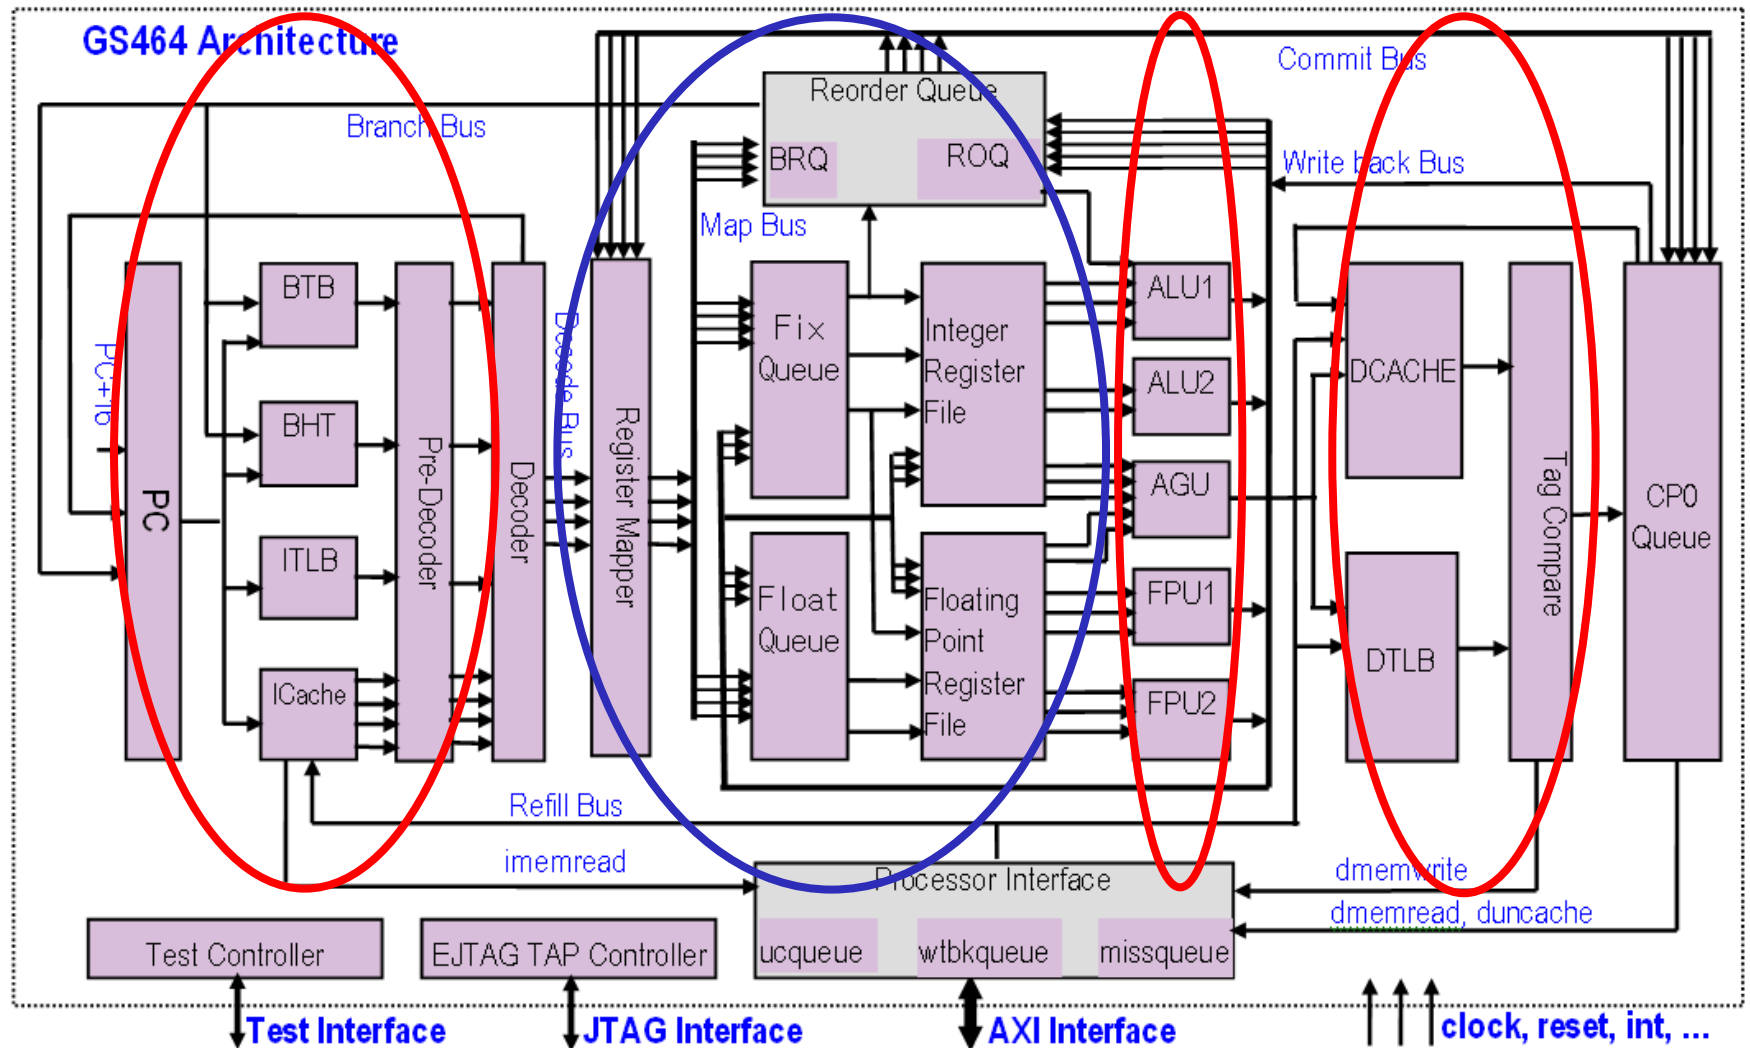 GS464 Architecture
Commit Bus
Reorder Queue
Branch Bus
BRQ
ROQ
Write back Bus
Map Bus
BTB
ALU1
Fix
Queue
Integer
Register
File
Decode Bus
PC+16
DCACHE
ALU2
BHT
Register Mapper
Pre-Decoder
Decoder
PC
AGU
Tag Compare
CP0
Queue
ITLB
Float
Queue
Floating
Point
Register
File
FPU1
DTLB
ICache
FPU2
Refill Bus
imemread
Processor Interface
dmemwrite
dmemread, duncache
Test Controller
EJTAG TAP Controller
ucqueue
wtbkqueue
missqueue
Test Interface
JTAG Interface
AXI Interface
clock, reset, int, ...